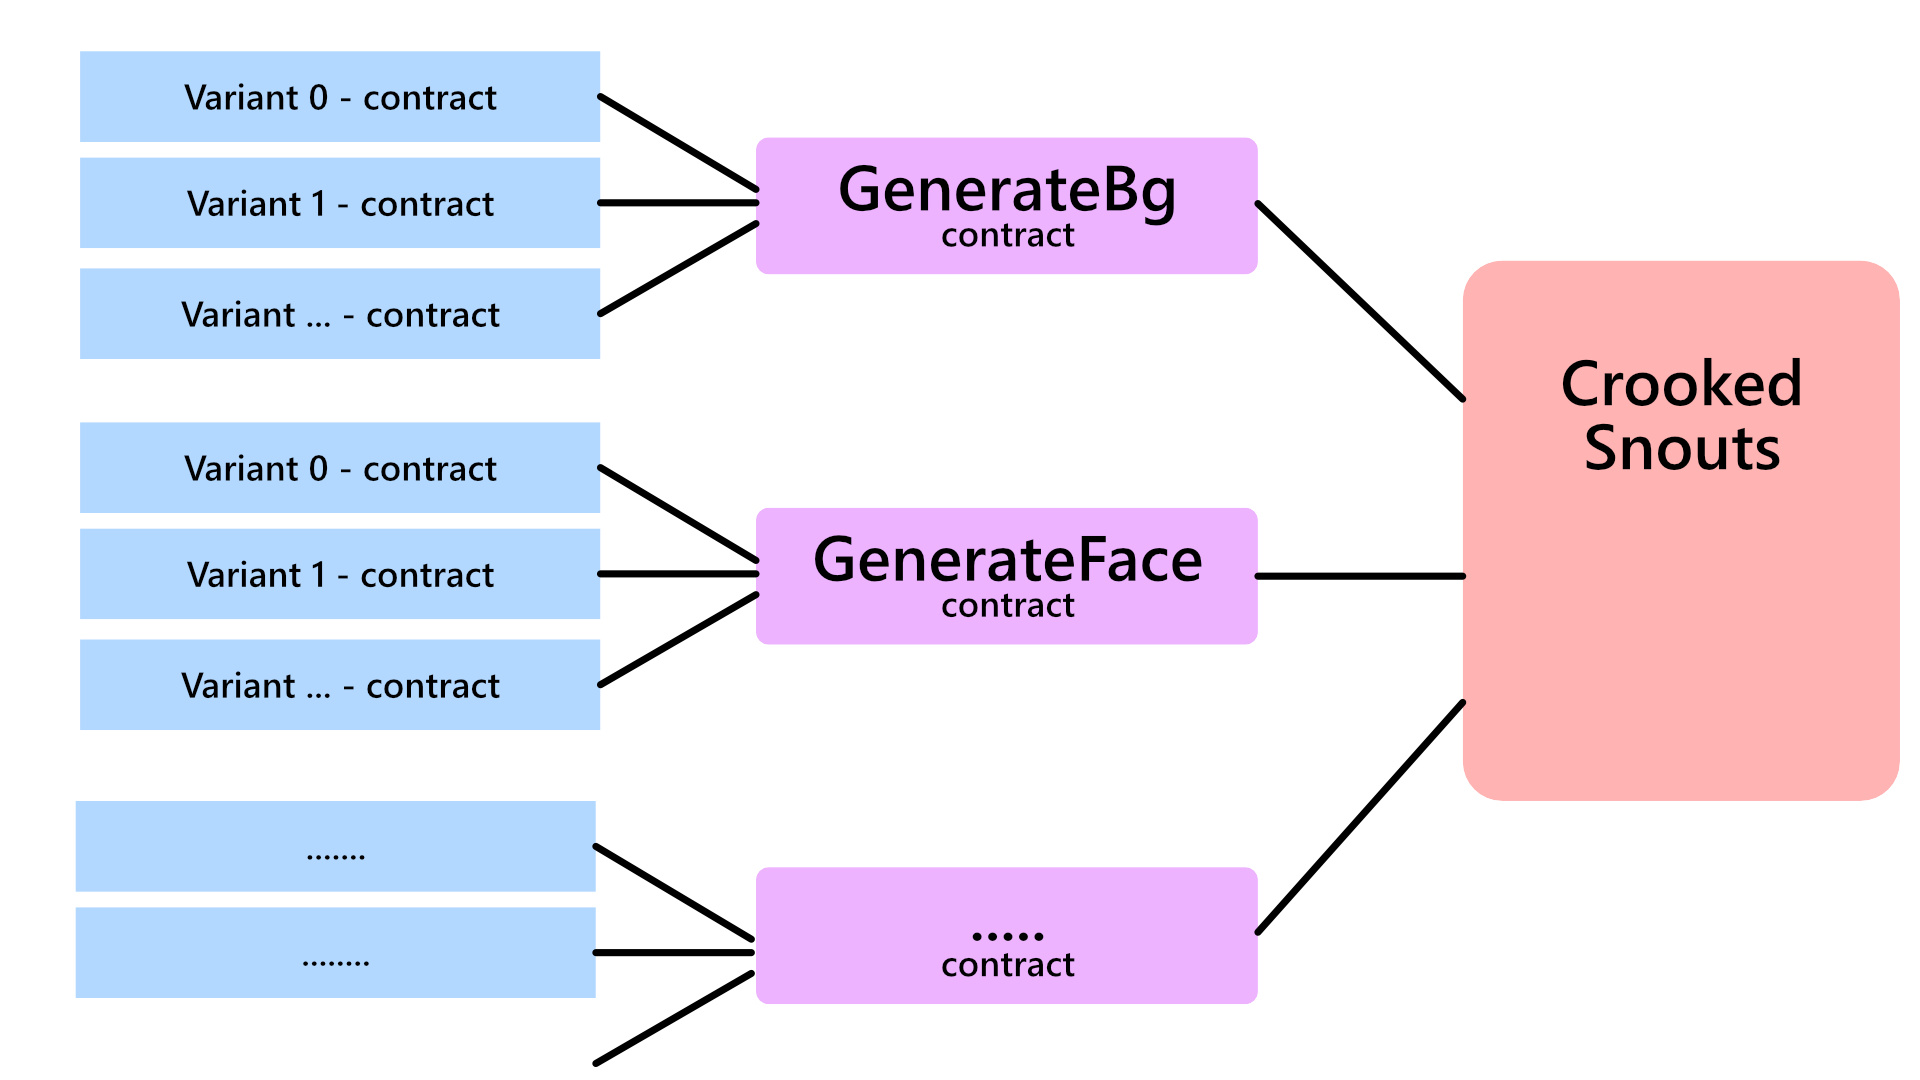 Variant 0 - contract
Variant 1 - contract
Variant ... - contract
GenerateBg
contract
Variant 0 - contract
Variant 1 - contract
Variant ... - contract
GenerateFace
contract
.......
........
.....
contract
Crooked
Snouts